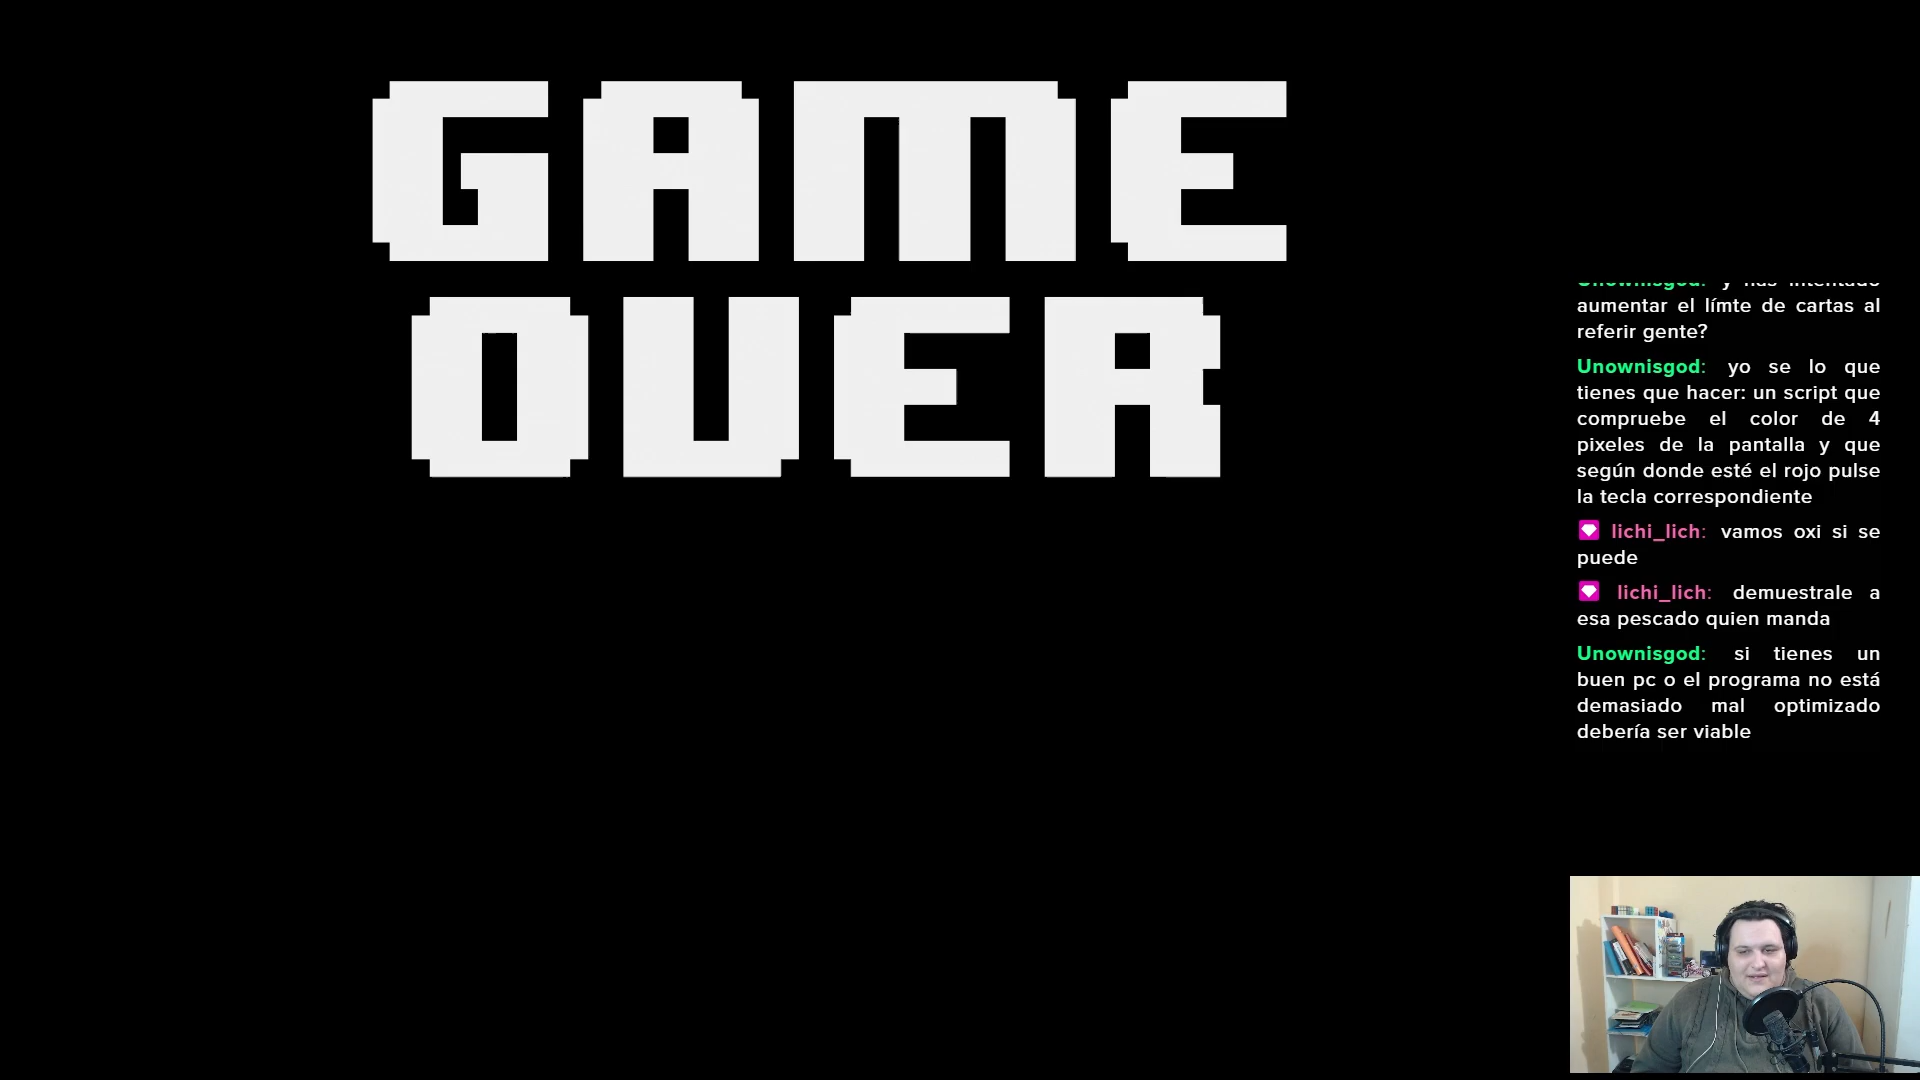 GAME
OVER
Unownisgod: y has intentado
aumentar el límte de cartas al
referir gente?
Unownisgod: yo se lo que
tienes que hacer: un script que
compruebe el color de 4
pixeles de la pantalla y que
según donde esté el rojo pulse
la tecla correspondiente
lichi_lich: vamos oxi si se
puede
lichi_lich: demuestrale a
esa pescado quien manda
Unownisgod: si tienes un
buen pc o el programa no está
demasiado mal optimizado
debería ser viable